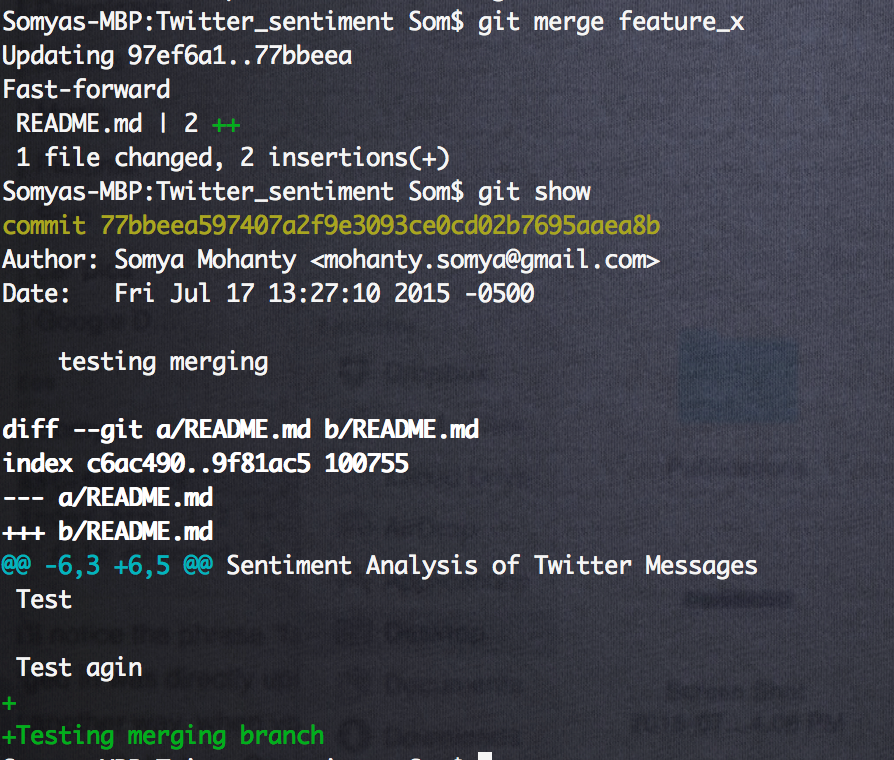 Somyas-MBP:Twitter_sentiment Som$ git merge feature_x
Updating 97ef6a1..77bbeea
Fast-forward
 README.md | 2 ++
 1 file changed, 2 insertions(+)
Somyas-MBP:Twitter_sentiment Som$ git show
commit 77bbeea597407a2f9e3093ce0cd02b7695aaea8b
Author: Somya Mohanty <mohanty.somya@gmail.com>
Date:   Fri Jul 17 13:27:10 2015 -0500
    testing merging
diff --git a/README.md b/README.md
index c6ac490..9f81ac5 100755
--- a/README.md
+++ b/README.md
@@ -6,3 +6,5 @@ Sentiment Analysis of Twitter Messages
 Test
 Test agin
+
+Testing merging branch